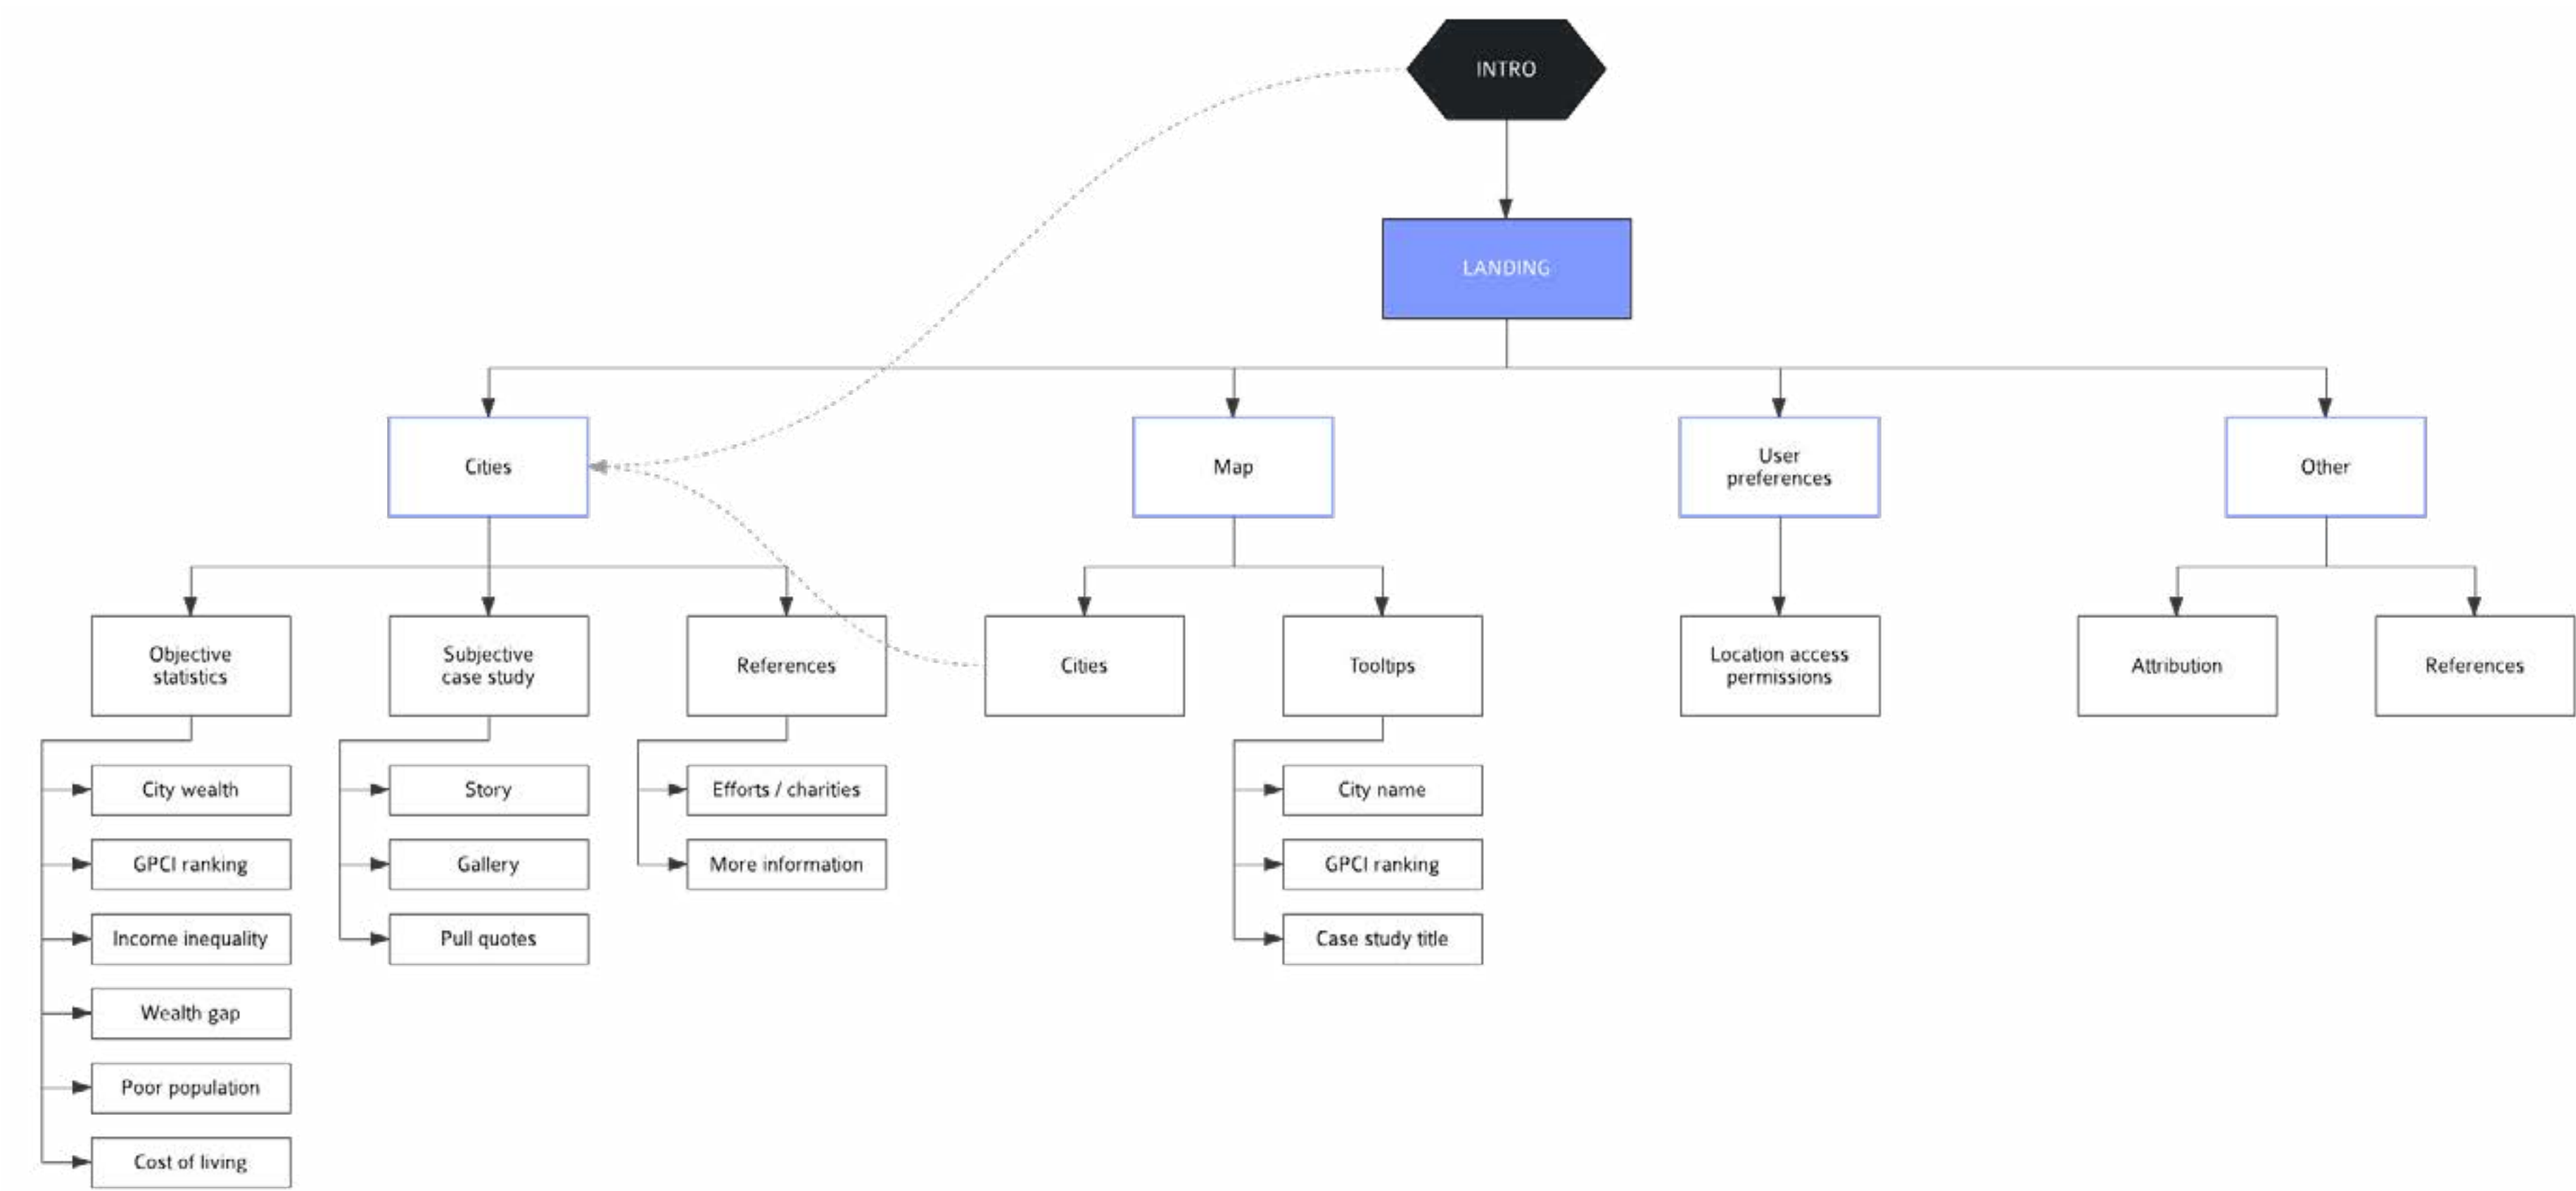 INTRO
LANDING
Cities
Map
User
preferences
Other
Objective
statistics
Subjective
case study
References
Cities
Tooltips
Location access
permissions
Attribution
References
City wealth
Story
Efforts / charities
City name
GPCI ranking
Gallery
More information
GPCI ranking
Income inequality
Pull quotes
Case study title
Wealth gap
Poor population
Cost of living